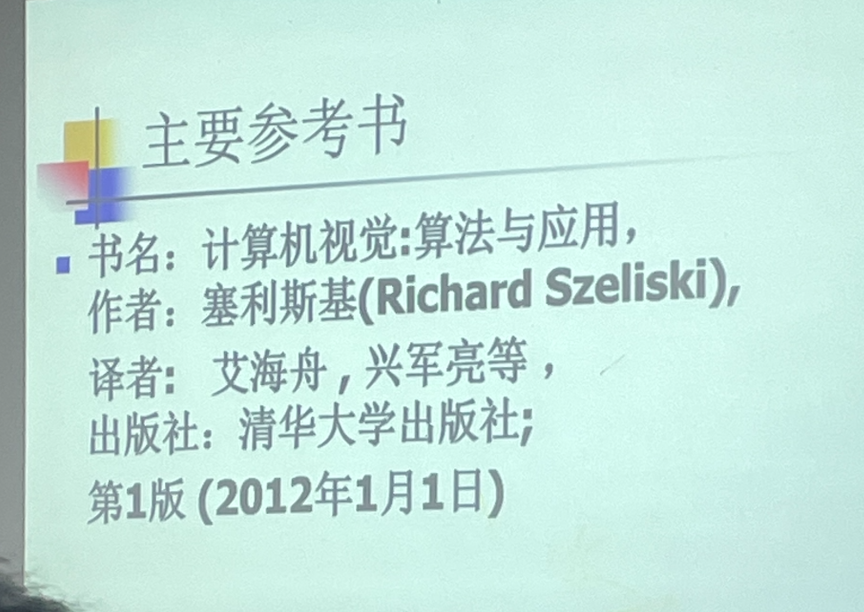 主要参考书
书名：计算机视觉:算法与应用，
作者：塞利斯基(Richard Szeliski),
译者:  艾海舟 , 兴军亮等 ，
出版社：清华大学出版社;
第1版 (2012年1月1日)